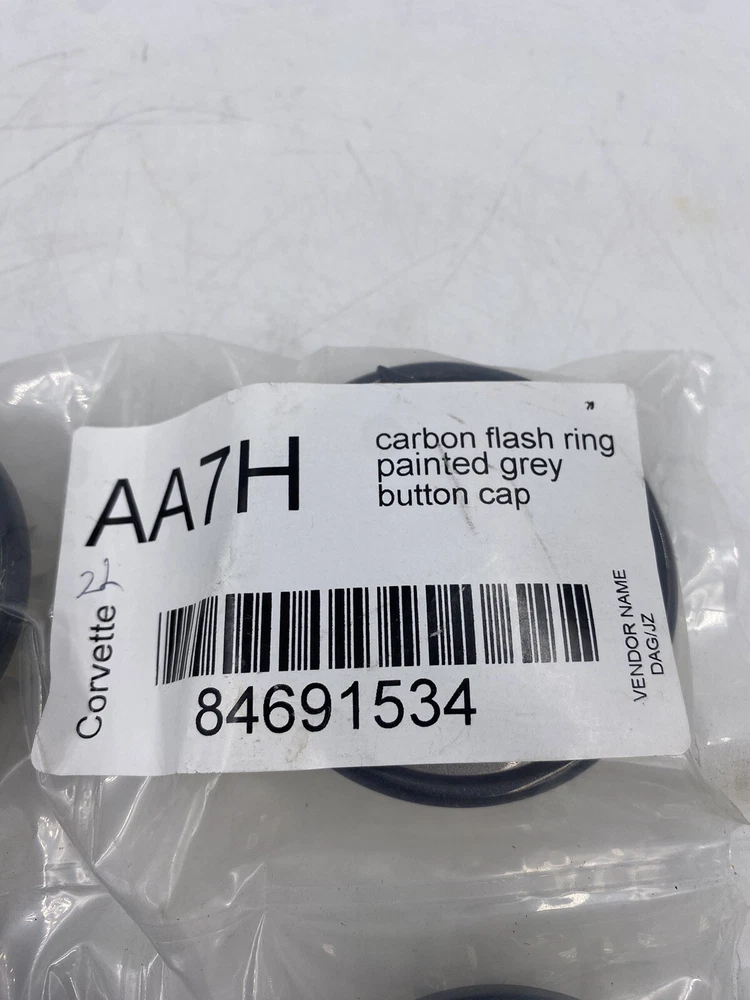 AA7H
carbon flash ring
painted grey
button cap
Corvette 22
84691534
VENDOR NAME
DAG/JZ